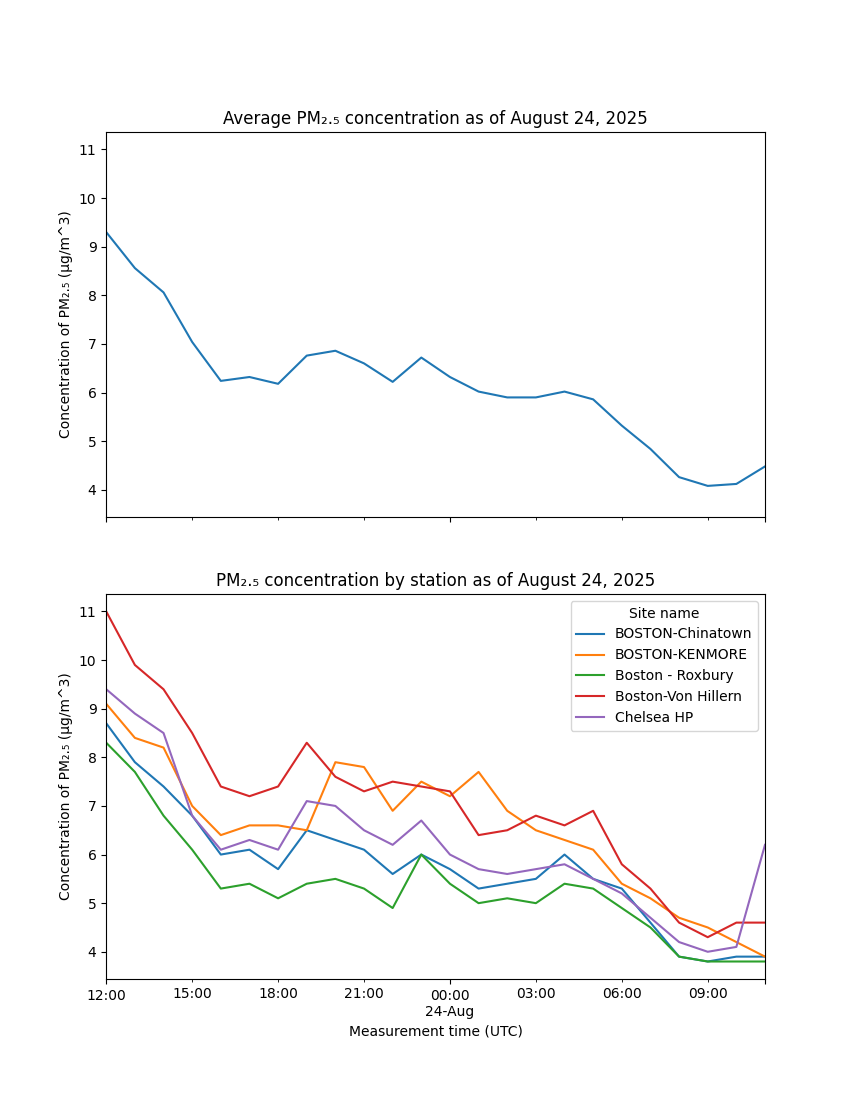 Average PM₂.₅ concentration as of August 24, 2025
Concentration of PM₂.₅ (µg/m^3)
11
10
9
8
7
6
5
4
PM₂.₅ concentration by station as of August 24, 2025
Concentration of PM₂.₅ (µg/m^3)
11
10
9
8
7
6
5
4
Site name
BOSTON-Chinatown
BOSTON-KENMORE
Boston - Roxbury
Boston-Von Hillern
Chelsea HP
12:00 15:00 18:00 21:00 00:00 03:00 06:00 09:00
24-Aug
Measurement time (UTC)